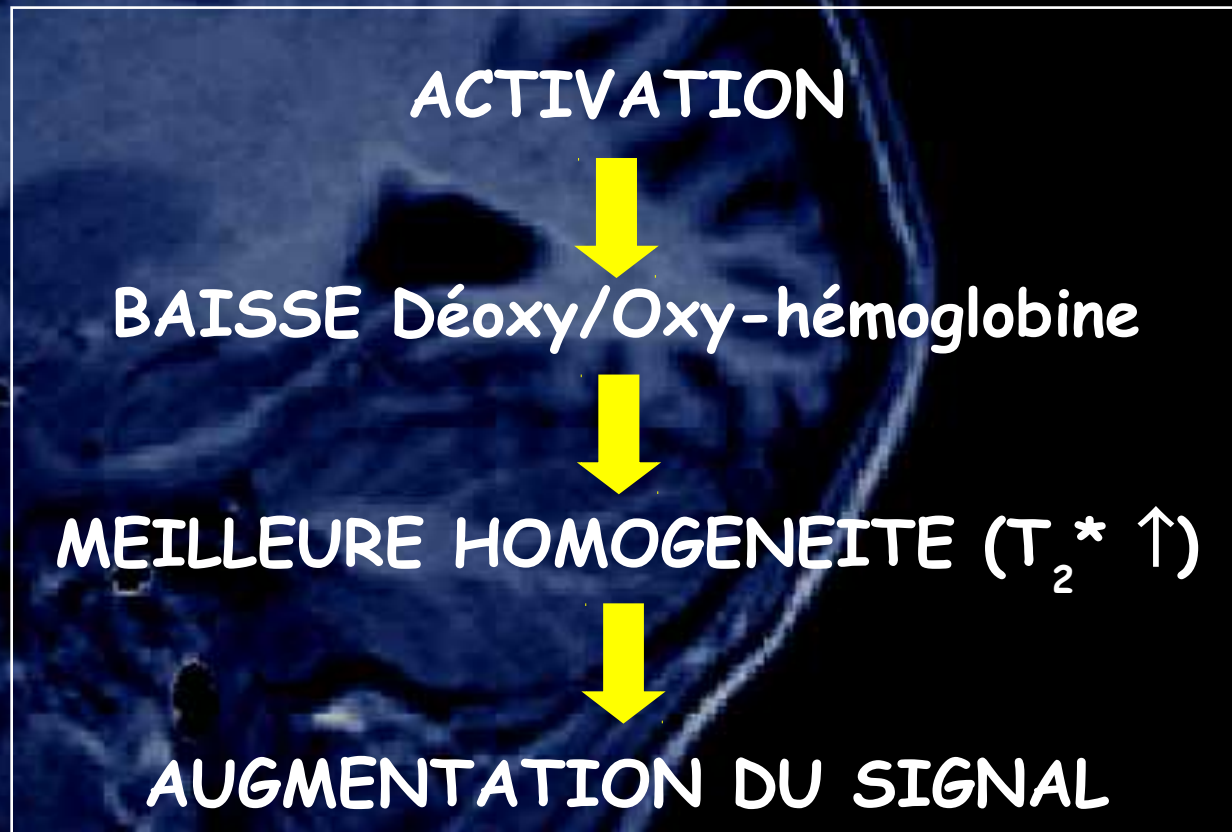 ACTIVATION
BAISSE Déoxy/Oxy-hémoglobine
MEILLEURE HOMOGENEITE (T₂* ↑)
AUGMENTATION DU SIGNAL